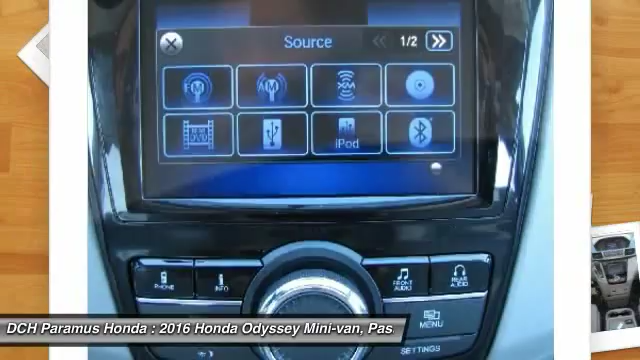 Source
1/2
FM
AM
XM
DVD
iPod
PHONE
INFO
FRONT AUDIO
REAR AUDIO
MENU
SETTINGS
DCH Paramus Honda : 2016 Honda Odyssey Mini-van, Pas